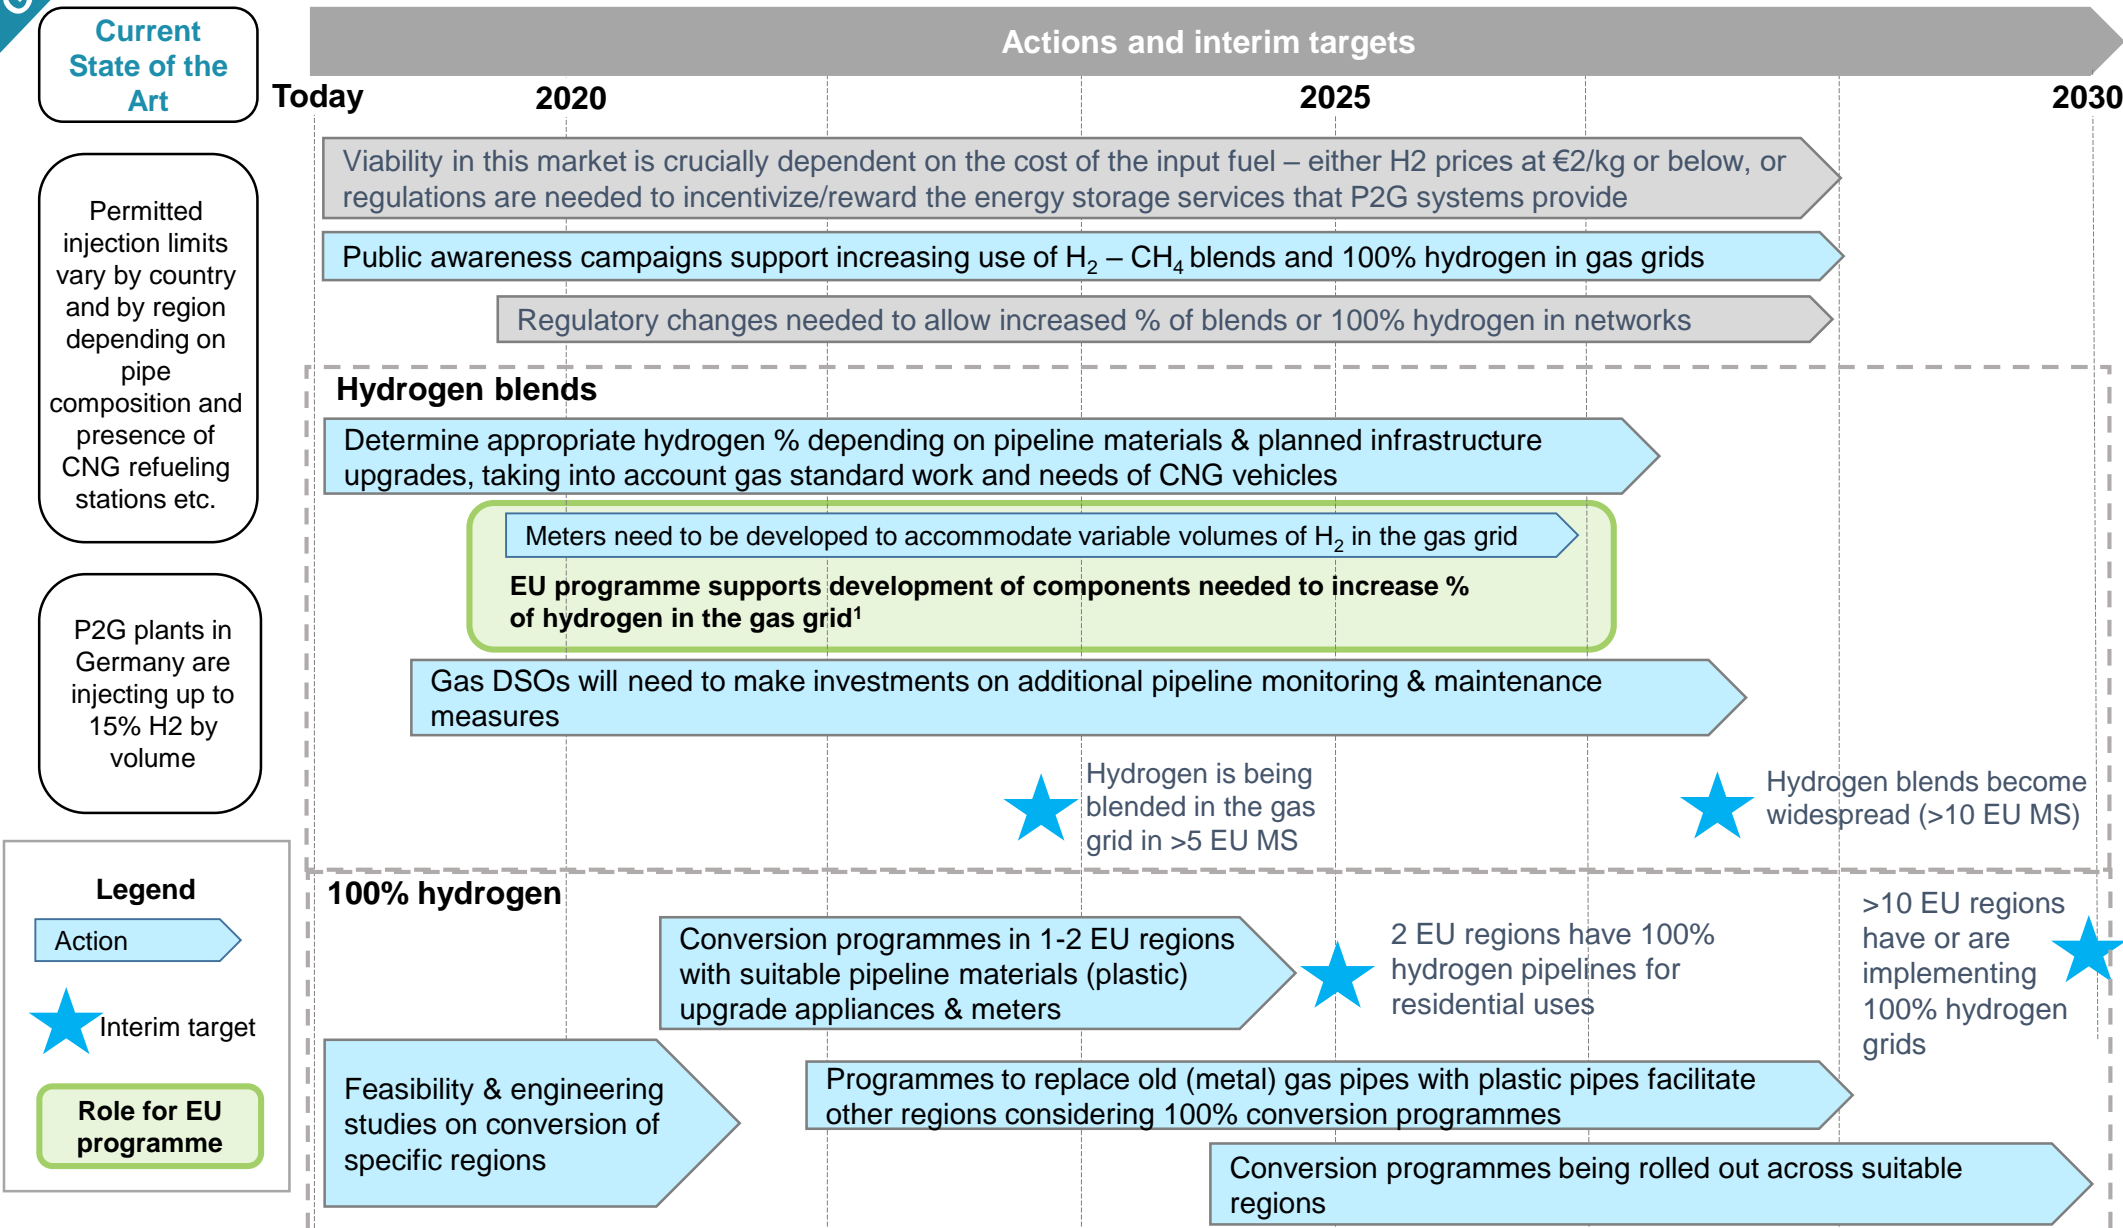 Current
State of the
Art
Actions and interim targets
Today
2020
2025
2030
Permitted
injection limits
vary by country
and by region
depending on
pipe
composition and
presence of
CNG refueling
stations etc.
P2G plants in
Germany are
injecting up to
15% H2 by
volume
Viability in this market is crucially dependent on the cost of the input fuel – either H2 prices at €2/kg or below, or
regulations are needed to incentivize/reward the energy storage services that P2G systems provide
Public awareness campaigns support increasing use of H₂ – CH₄ blends and 100% hydrogen in gas grids
Regulatory changes needed to allow increased % of blends or 100% hydrogen in networks
Hydrogen blends
Determine appropriate hydrogen % depending on pipeline materials & planned infrastructure
upgrades, taking into account gas standard work and needs of CNG vehicles
Meters need to be developed to accommodate variable volumes of H₂ in the gas grid
EU programme supports development of components needed to increase %
of hydrogen in the gas grid¹
Gas DSOs will need to make investments on additional pipeline monitoring & maintenance
measures
Hydrogen is being
blended in the gas
grid in >5 EU MS
Hydrogen blends become
widespread (>10 EU MS)
100% hydrogen
Conversion programmes in 1-2 EU regions
with suitable pipeline materials (plastic)
upgrade appliances & meters
2 EU regions have 100%
hydrogen pipelines for
residential uses
>10 EU regions
have or are
implementing
100% hydrogen
grids
Feasibility & engineering
studies on conversion of
specific regions
Programmes to replace old (metal) gas pipes with plastic pipes facilitate
other regions considering 100% conversion programmes
Conversion programmes being rolled out across suitable
regions
Legend
Action
Interim target
Role for EU
programme